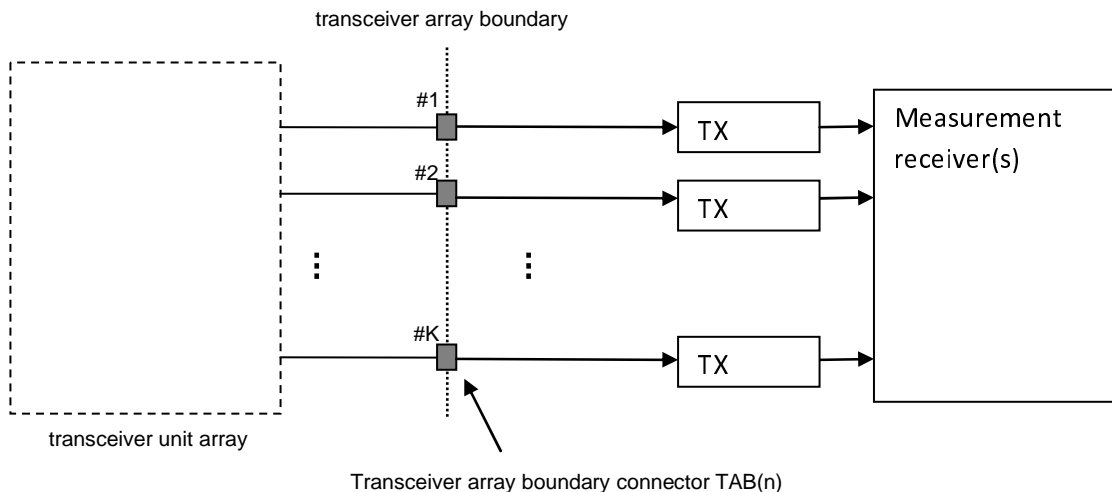 transceiver array boundary
#1
TX
Measurement
receiver(s)
#2
TX
#K
TX
transceiver unit array
Transceiver array boundary connector TAB(n)